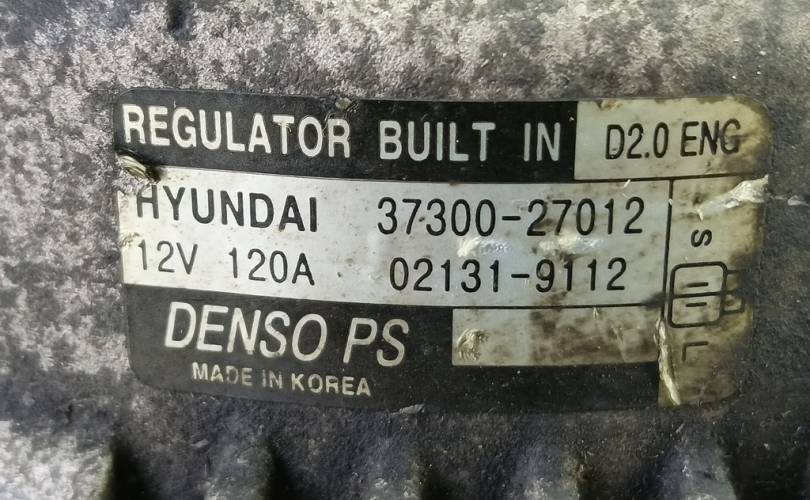 REGULATOR BUILT IN D2.0 ENG
HYUNDAI 37300-27012
12V 120A 02131-9112
S
L
DENSO PS
MADE IN KOREA